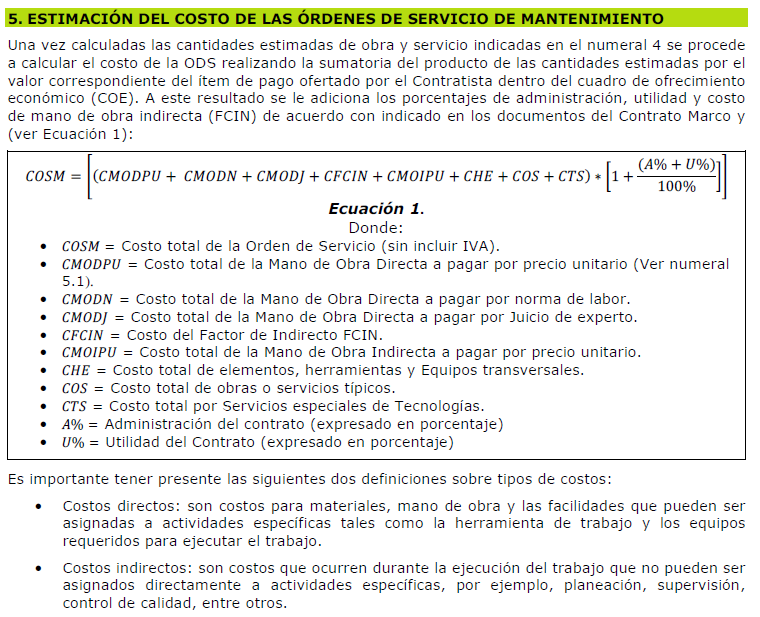 5. ESTIMACIÓN DEL COSTO DE LAS ÓRDENES DE SERVICIO DE MANTENIMIENTO
Una vez calculadas las cantidades estimadas de obra y servicio indicadas en el numeral 4 se procede
a calcular el costo de la ODS realizando la sumatoria del producto de las cantidades estimadas por el
valor correspondiente del ítem de pago ofertado por el Contratista dentro del cuadro de ofrecimiento
económico (COE). A este resultado se le adiciona los porcentajes de administración, utilidad y costo
de mano de obra indirecta (FCIN) de acuerdo con indicado en los documentos del Contrato Marco y
(ver Ecuación 1):
COSM = [(CMODPU + CMODN + CMODJ + CFCIN + CMOIPU + CHE + COS + CTS) * [1 + (A% + U%) / 100%]]
Ecuación 1.
Donde:
• COSM = Costo total de la Orden de Servicio (sin incluir IVA).
• CMODPU = Costo total de la Mano de Obra Directa a pagar por precio unitario (Ver numeral
5.1).
• CMODN = Costo total de la Mano de Obra Directa a pagar por norma de labor.
• CMODJ = Costo total de la Mano de Obra Directa a pagar por Juicio de experto.
• CFCIN = Costo del Factor de Indirecto FCIN.
• CMOIPU = Costo total de la Mano de Obra Indirecta a pagar por precio unitario.
• CHE = Costo total de elementos, herramientas y Equipos transversales.
• COS = Costo total de obras o servicios típicos.
• CTS = Costo total por Servicios especiales de Tecnologías.
• A% = Administración del contrato (expresado en porcentaje)
• U% = Utilidad del Contrato (expresado en porcentaje)
Es importante tener presente las siguientes dos definiciones sobre tipos de costos:
• Costos directos: son costos para materiales, mano de obra y las facilidades que pueden ser
asignadas a actividades específicas tales como la herramienta de trabajo y los equipos
requeridos para ejecutar el trabajo.
• Costos indirectos: son costos que ocurren durante la ejecución del trabajo que no pueden ser
asignados directamente a actividades específicas, por ejemplo, planeación, supervisión,
control de calidad, entre otros.